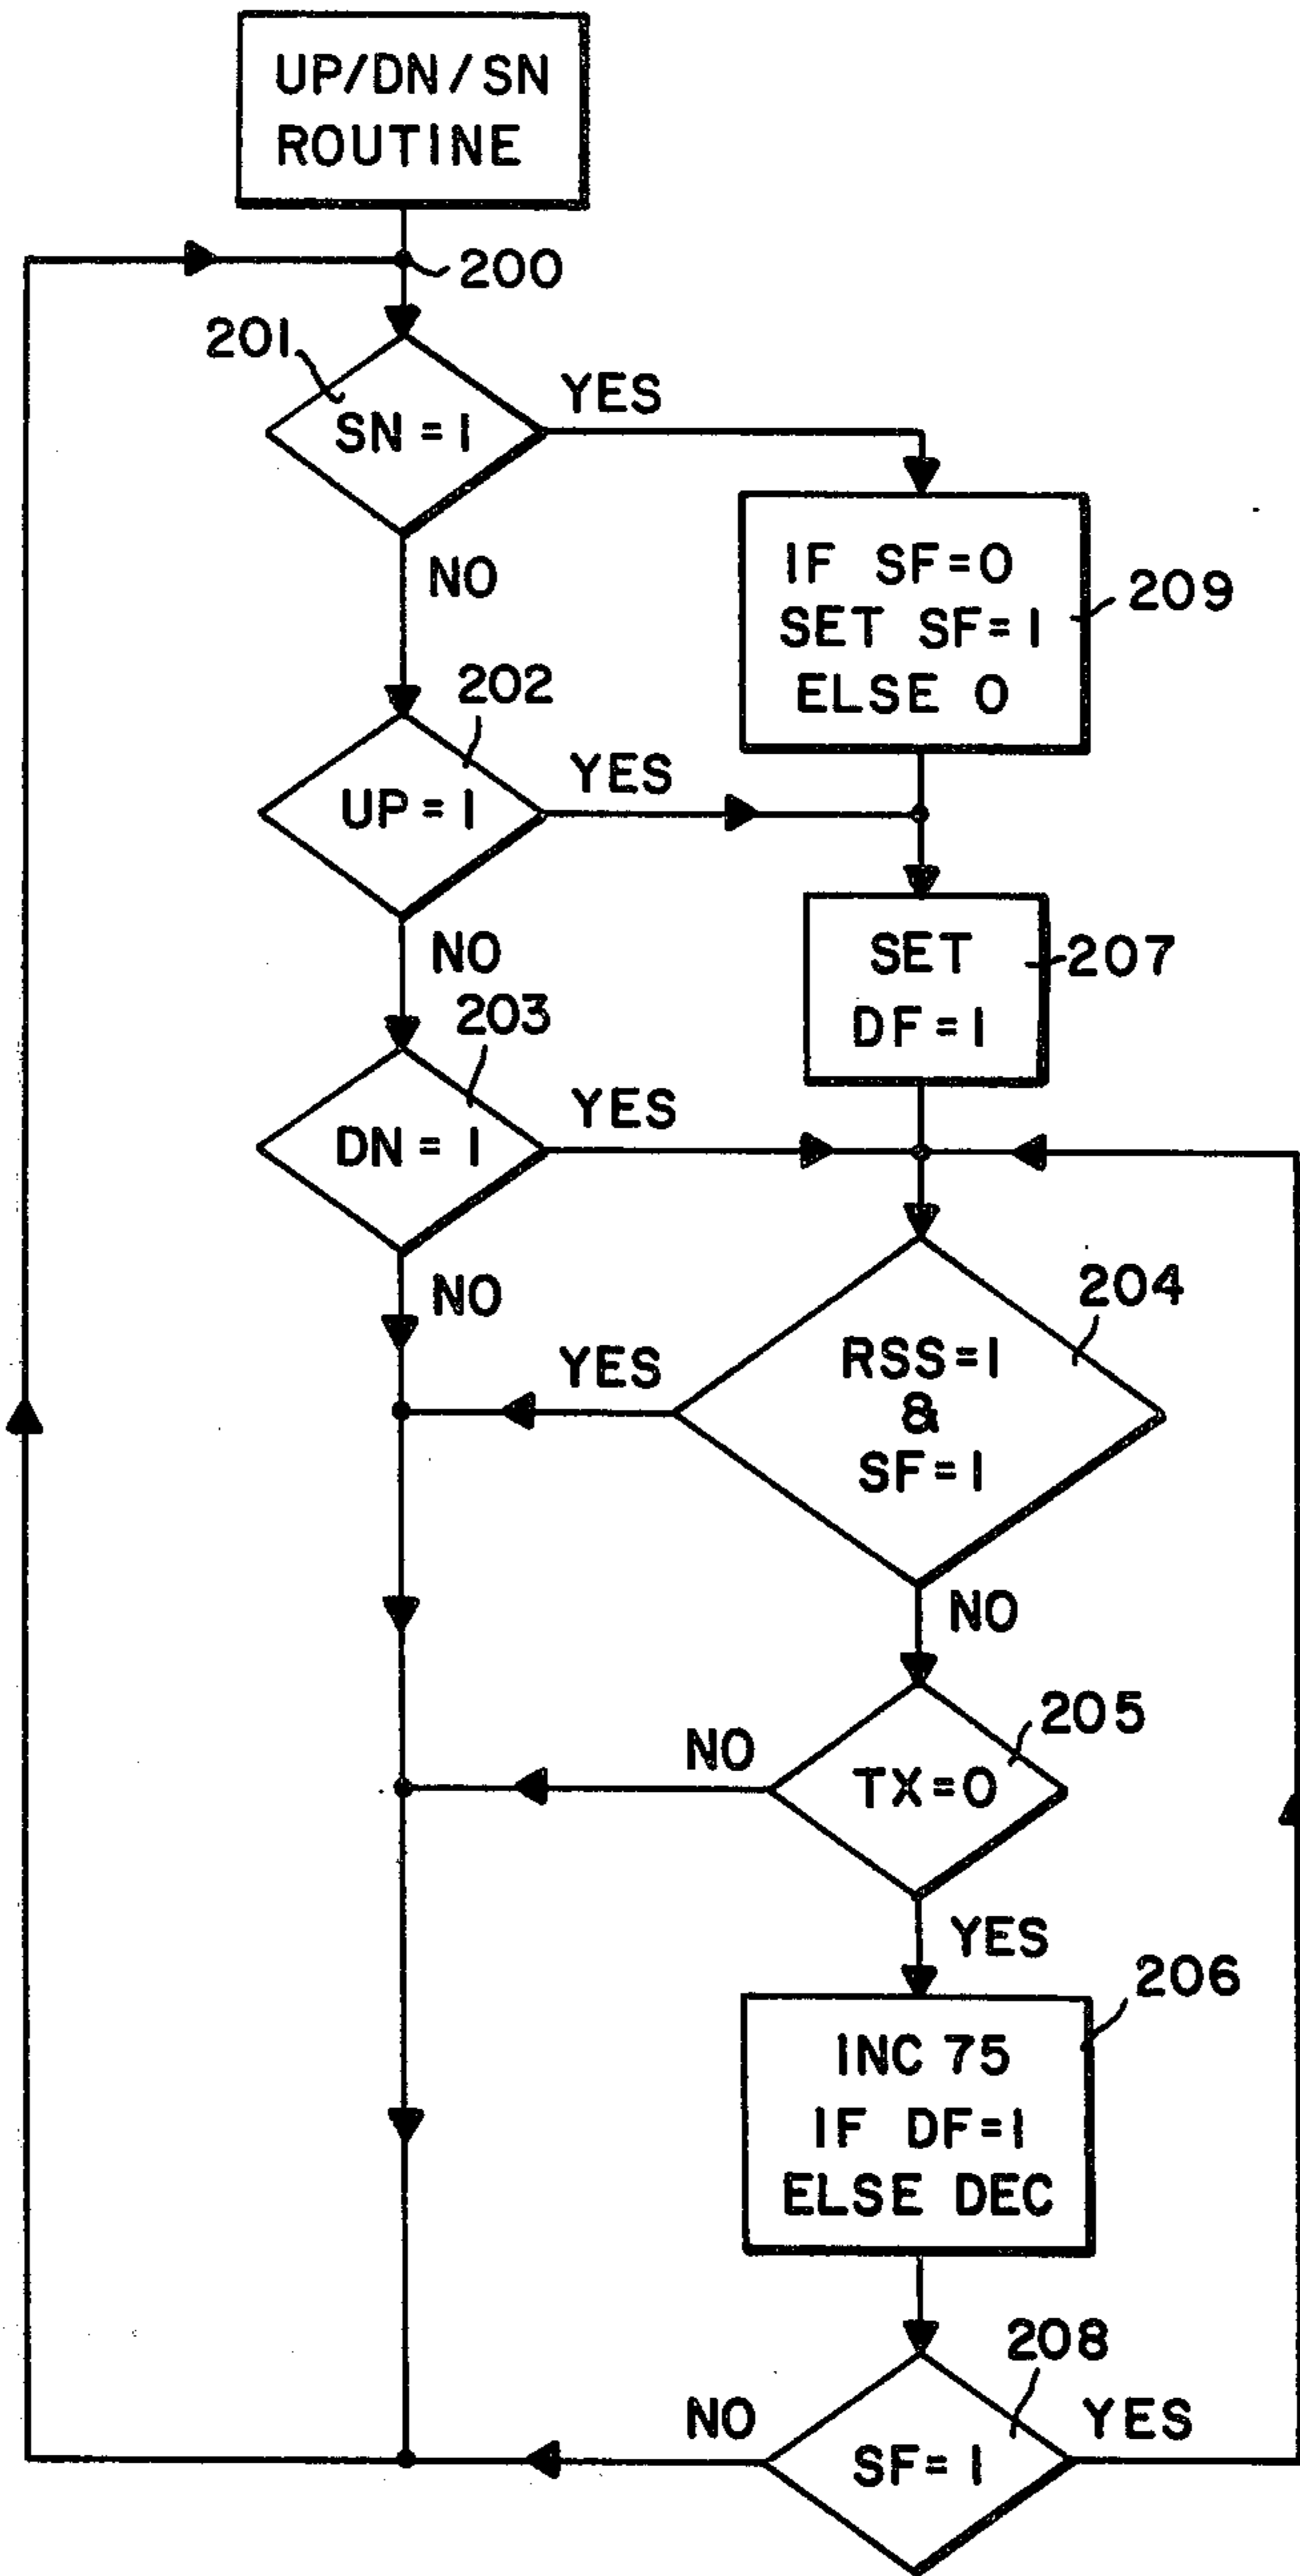 UP/DN/SN
ROUTINE
200
201
SN = 1
YES
NO
IF SF=0
SET SF=1
ELSE 0
209
202
UP = 1
YES
NO
SET
DF=1
207
203
DN = 1
YES
NO
204
RSS=1
&
SF=1
YES
NO
205
TX=0
NO
YES
206
INC 75
IF DF=1
ELSE DEC
208
SF=1
NO
YES